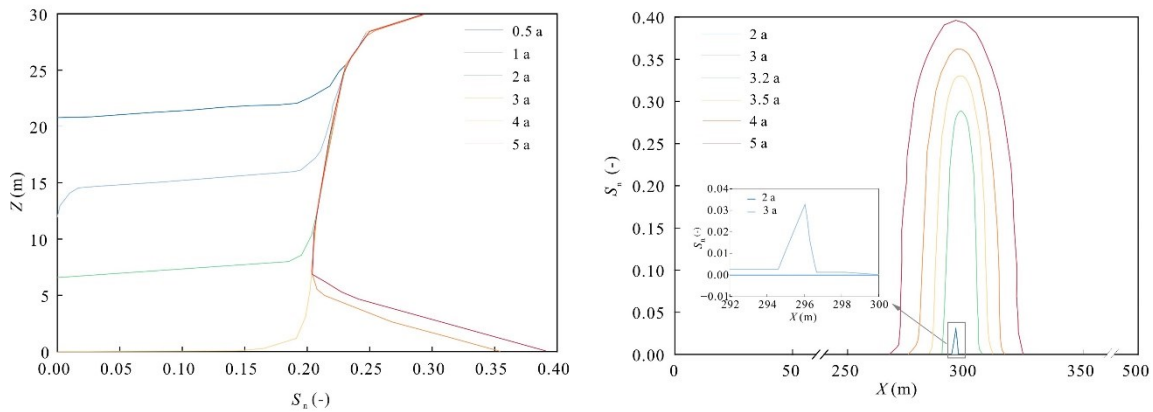 30
25
20
15
10
5
0
Z (m)
0.00 0.05 0.10 0.15 0.20 0.25 0.30 0.35 0.40
Sn (-)
0.5 a
1 a
2 a
3 a
4 a
5 a
0.40
0.35
0.30
0.25
0.20
0.15
0.10
0.05
0.00
Sn (-)
2 a
3 a
3.2 a
3.5 a
4 a
5 a
0.04
0.03
0.02
0.01
0.00
−0.01
Sn (-)
2 a
3 a
292 294 296 298 300
X (m)
0 50 250 300 350 500
X (m)